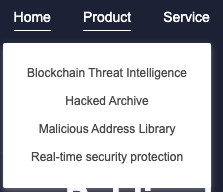 Home Product Service
Blockchain Threat Intelligence
Hacked Archive
Malicious Address Library
Real-time security protection